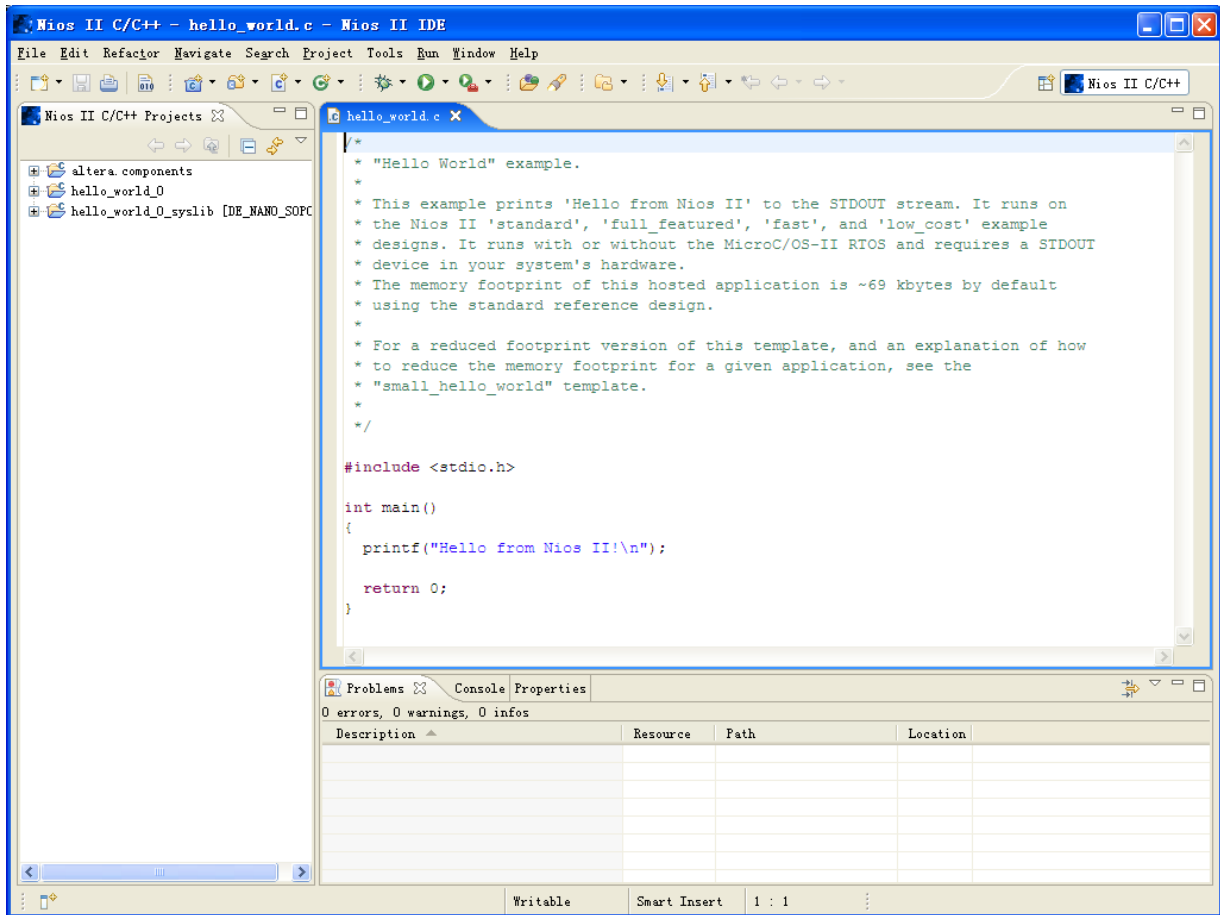 Nios II C/C++ - hello_world.c - Nios II IDE
File Edit Refactor Navigate Search Project Tools Run Window Help
Nios II C/C++
Nios II C/C++ Projects
altera.components
hello_world_0
hello_world_0_syslib [DE_NANO_SOPC
hello_world.c
/*
 * "Hello World" example.
 *
 * This example prints 'Hello from Nios II' to the STDOUT stream. It runs on
 * the Nios II 'standard', 'full_featured', 'fast', and 'low_cost' example
 * designs. It runs with or without the MicroC/OS-II RTOS and requires a STDOUT
 * device in your system's hardware.
 * The memory footprint of this hosted application is ~69 kbytes by default
 * using the standard reference design.
 *
 * For a reduced footprint version of this template, and an explanation of how
 * to reduce the memory footprint for a given application, see the
 * "small_hello_world" template.
 *
 */
#include <stdio.h>
int main()
{
  printf("Hello from Nios II!\n");
  return 0;
}
Problems Console Properties
0 errors, 0 warnings, 0 infos
Description Resource Path Location
Writable Smart Insert 1 : 1